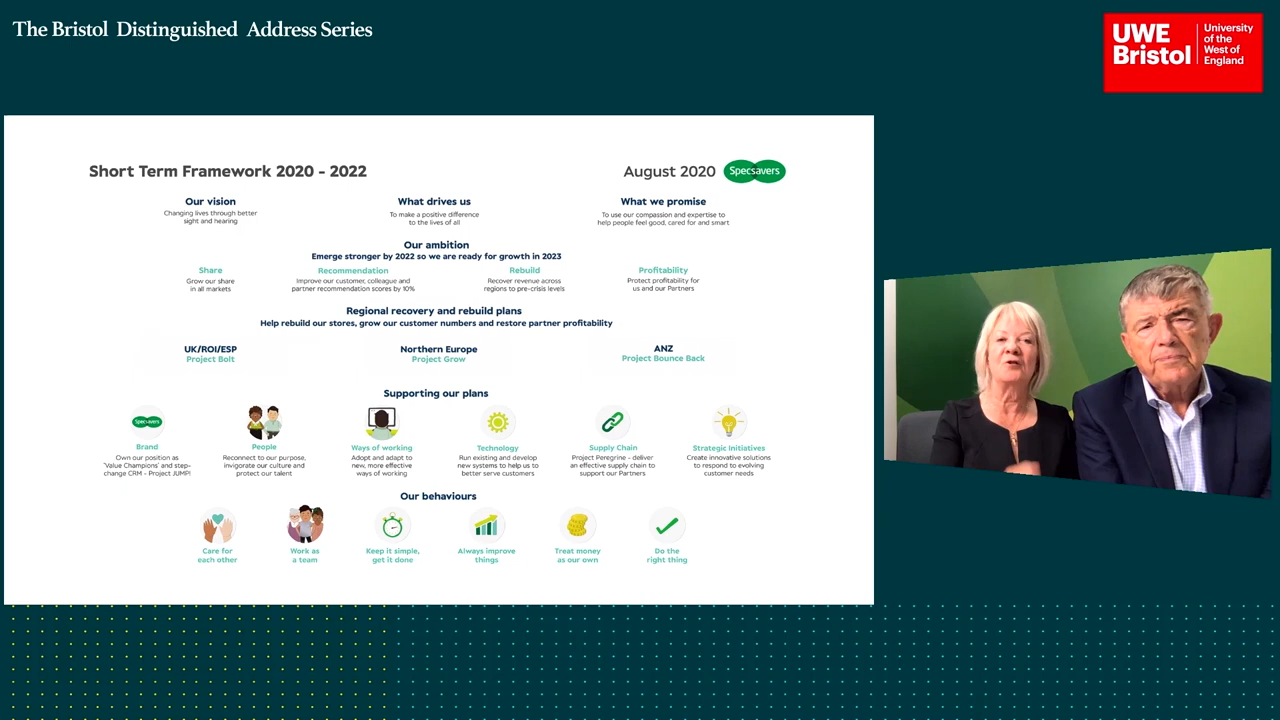 The Bristol Distinguished Address Series
UWE
Bristol
University
of the
West of
England
Short Term Framework 2020 - 2022
August 2020
Specsavers
Our vision
Changing lives through better
sight and hearing
What drives us
To make a positive difference
to the lives of all
What we promise
To use our compassion and expertise to
help people feel good, cared for and smart
Our ambition
Emerge stronger by 2022 so we are ready for growth in 2023
Share
Grow our share
in all markets
Recommendation
Improve our customer, colleague and
partner recommendation scores by 10%
Rebuild
Recover revenue across
regions to pre-crisis levels
Profitability
Protect profitability for
us and our Partners
Regional recovery and rebuild plans
Help rebuild our stores, grow our customer numbers and restore partner profitability
UK/ROI/ESP
Project Bolt
Northern Europe
Project Grow
ANZ
Project Bounce Back
Supporting our plans
Specsavers
Brand
Own our position as
'Value Champions' and step-
change CRM - Project JUMP!
People
Reconnect to our purpose,
invigorate our culture and
protect our talent
Ways of working
Adopt and adapt to
new, more effective
ways of working
Technology
Run existing and develop
new systems to help us to
better serve customers
Supply Chain
Project Peregrine - deliver
an effective supply chain to
support our Partners
Strategic Initiatives
Create innovative solutions
to respond to evolving
customer needs
Our behaviours
Care for
each other
Work as
a team
Keep it simple,
get it done
Always improve
things
Treat money
as our own
Do the
right thing